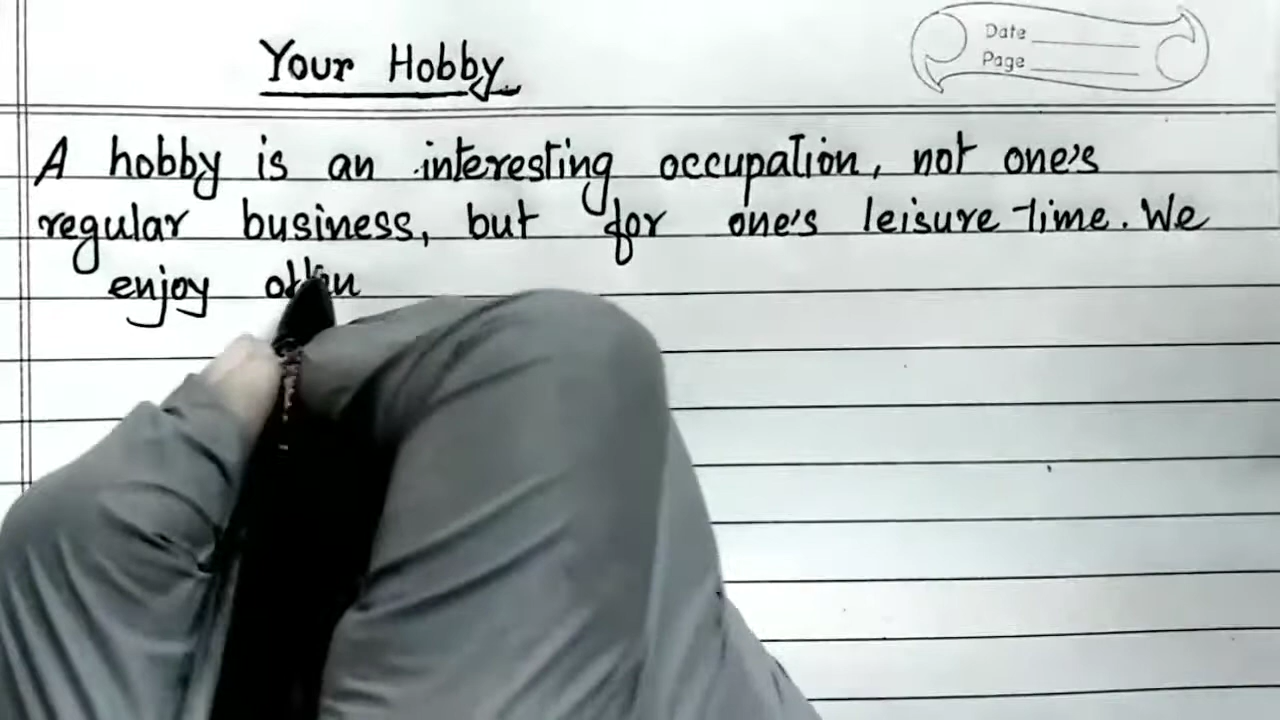 Your Hobby
Date
Page
A hobby is an interesting occupation, not one's
regular business, but for one's leisure time. We
enjoy